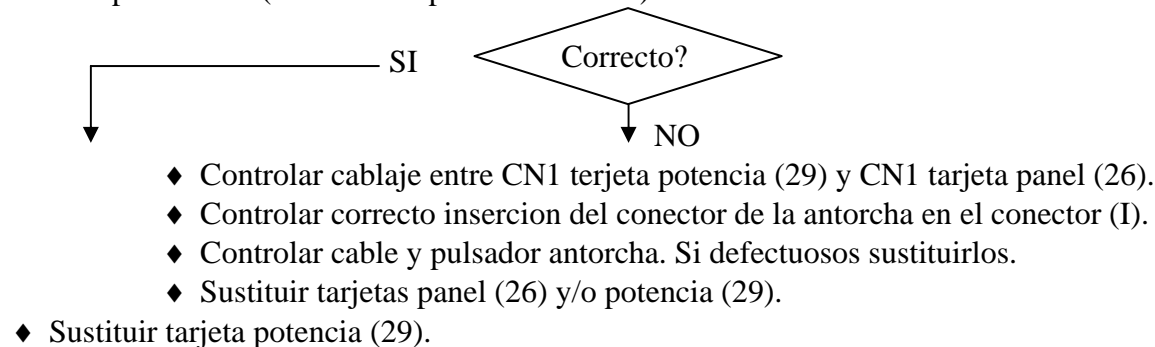 SI
Correcto?
NO
♦ Controlar cablaje entre CN1 terjeta potencia (29) y CN1 tarjeta panel (26).
♦ Controlar correcto insercion del conector de la antorcha en el conector (I).
♦ Controlar cable y pulsador antorcha. Si defectuosos sustituirlos.
♦ Sustituir tarjetas panel (26) y/o potencia (29).
♦ Sustituir tarjeta potencia (29).